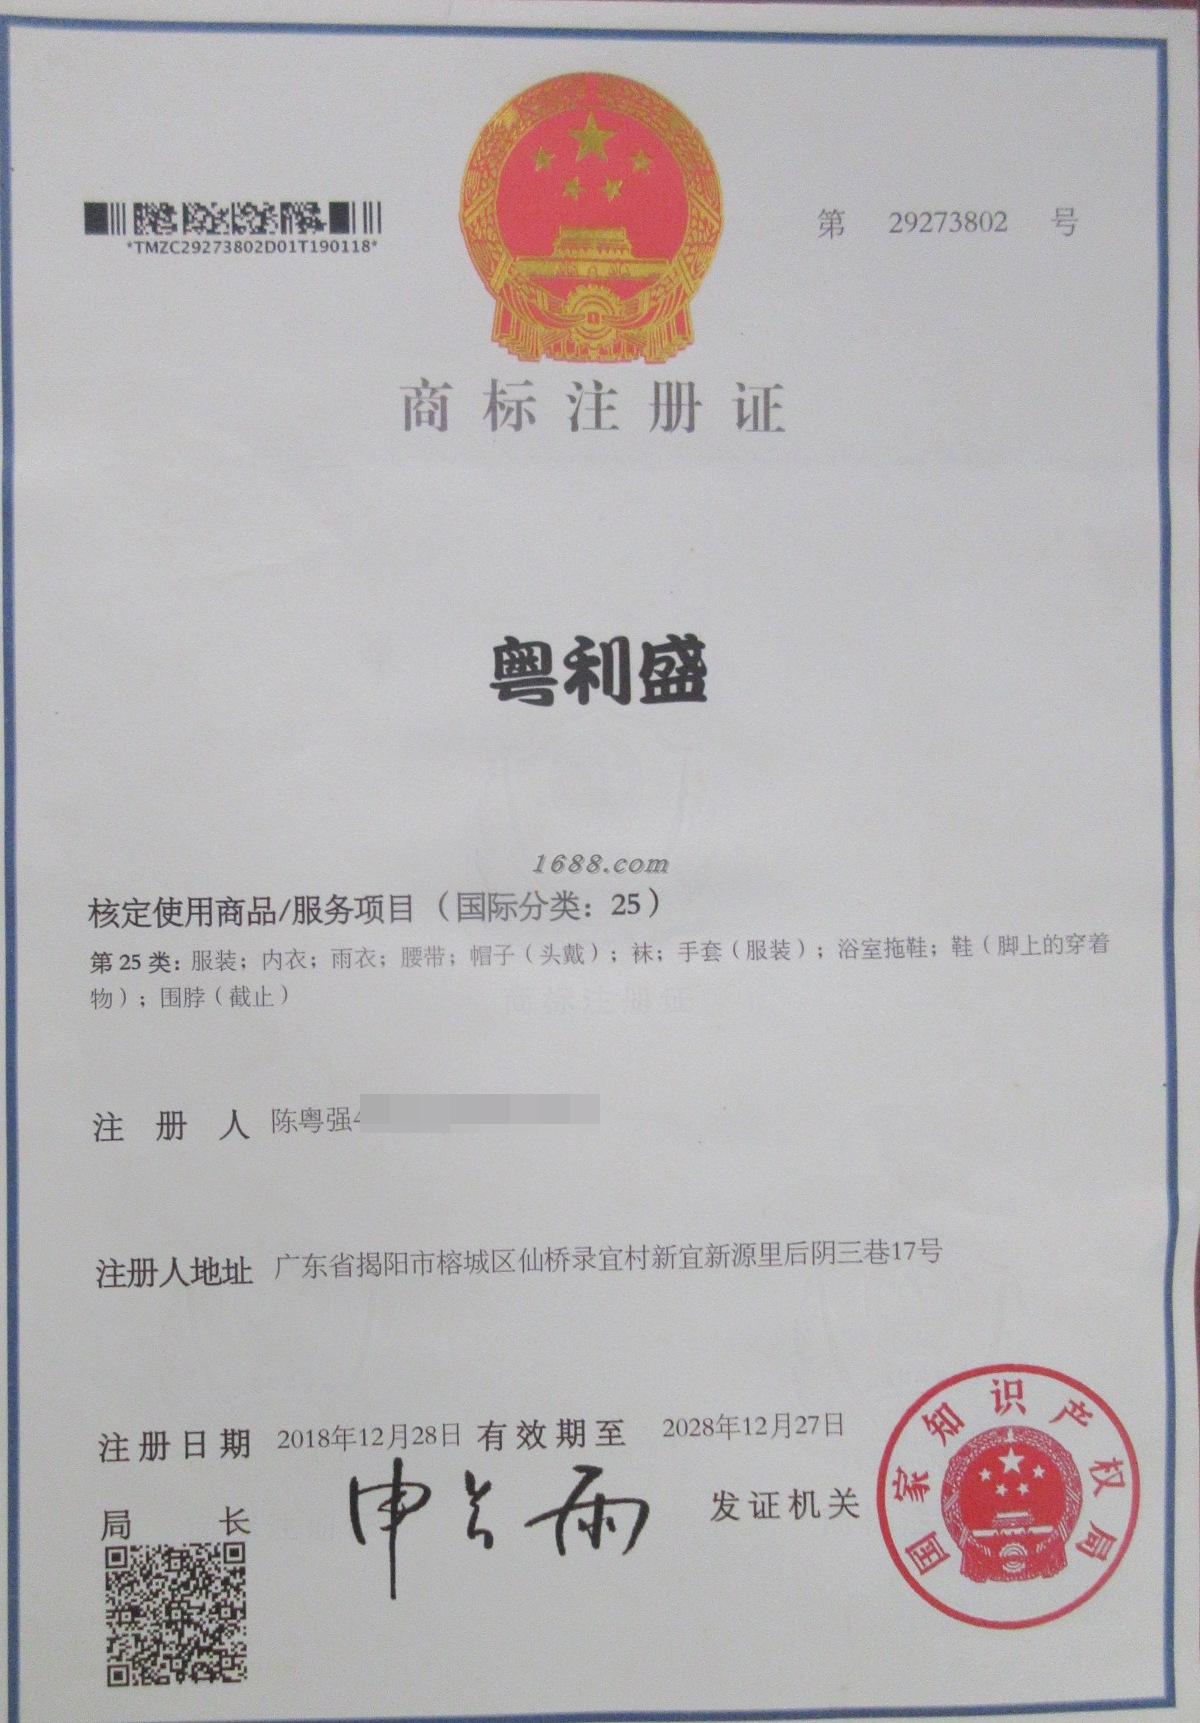 *TMZC29273802D01T190118*
第 29273802 号
商标注册证
粤利盛
1688.com
核定使用商品/服务项目（国际分类：25）
第 25 类：服装；内衣；雨衣；腰带；帽子（头戴）；袜；手套（服装）；浴室拖鞋；鞋（脚上的穿着
物）；围脖（截止）
注册人 陈粤强
注册人地址 广东省揭阳市榕城区仙桥录宜村新宜新源里后阴三巷17号
注册日期 2018年12月28日 有效期至 2028年12月27日
局长 申长雨 发证机关
国家知识产权局